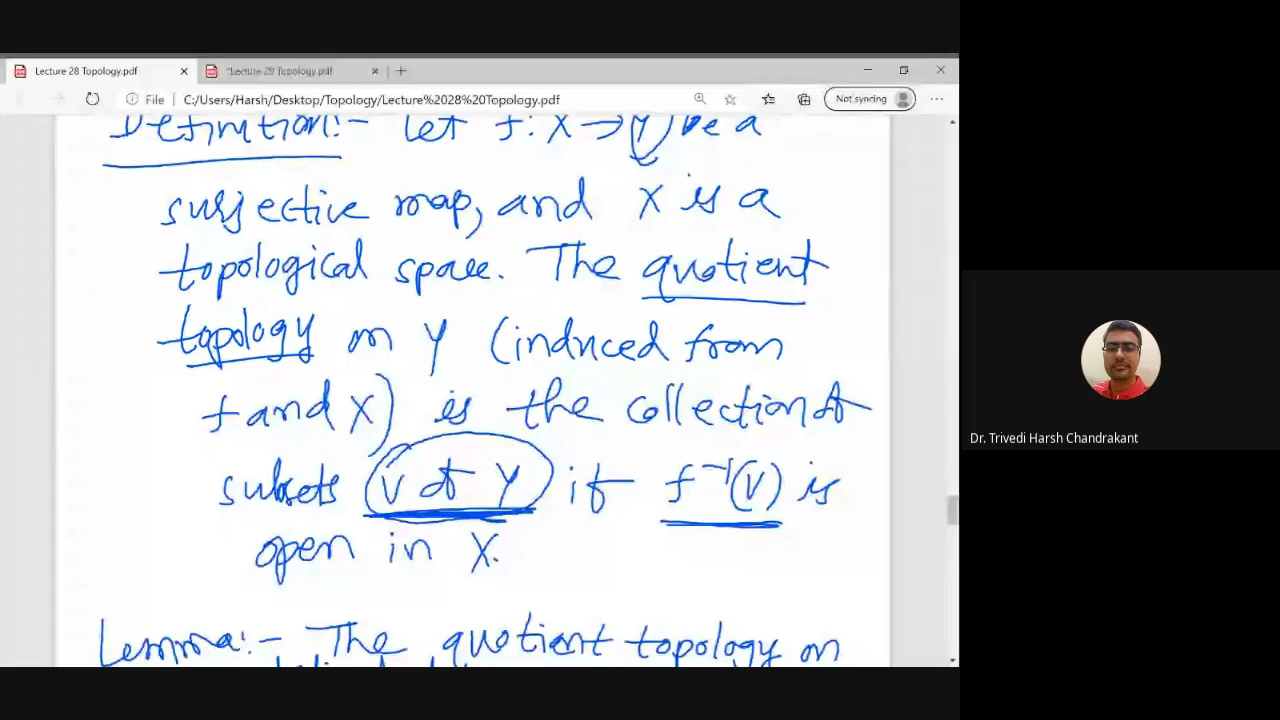 Lecture 28 Topology.pdf
"Lecture 28 Topology.pdf
File
C:/Users/Harsh/Desktop/Topology/Lecture%2028%20Topology.pdf
Not syncing
Definition:- let f: X → Y be a
surjective map, and X is a
topological space. The quotient
topology on Y (induced from
f and X) is the collection of
subsets V of Y if f⁻¹(V) is
open in X.
Lemma:- The quotient topology on
Dr. Trivedi Harsh Chandrakant